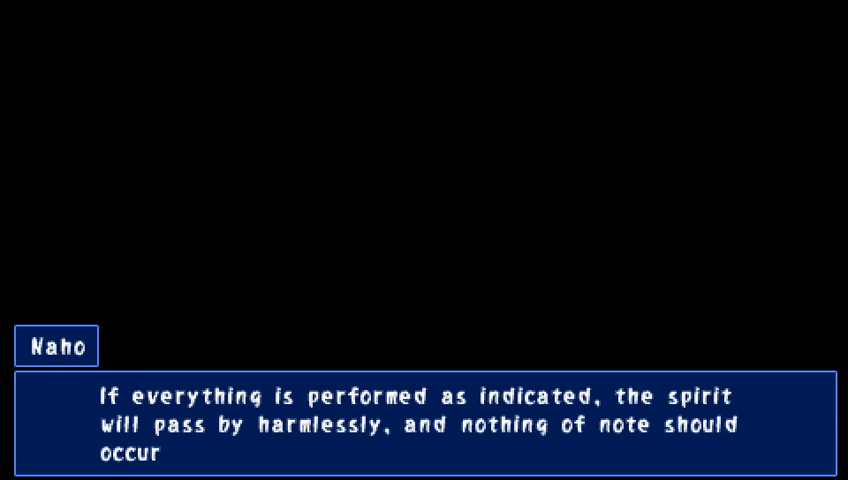 Naho
If everything is performed as indicated, the spirit
will pass by harmlessly, and nothing of note should
occur